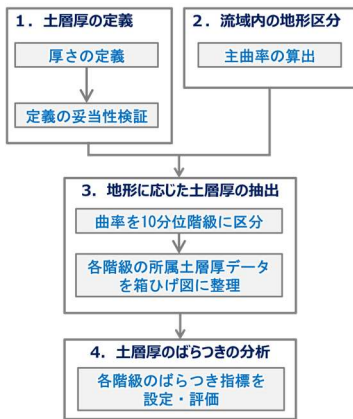 1. 土層厚の定義
厚さの定義
定義の妥当性検証
2. 流域内の地形区分
主曲率の算出
3. 地形に応じた土層厚の抽出
曲率を10分位階級に区分
各階級の所属土層厚データ
を箱ひげ図に整理
4. 土層厚のばらつきの分析
各階級のばらつき指標を
設定・評価